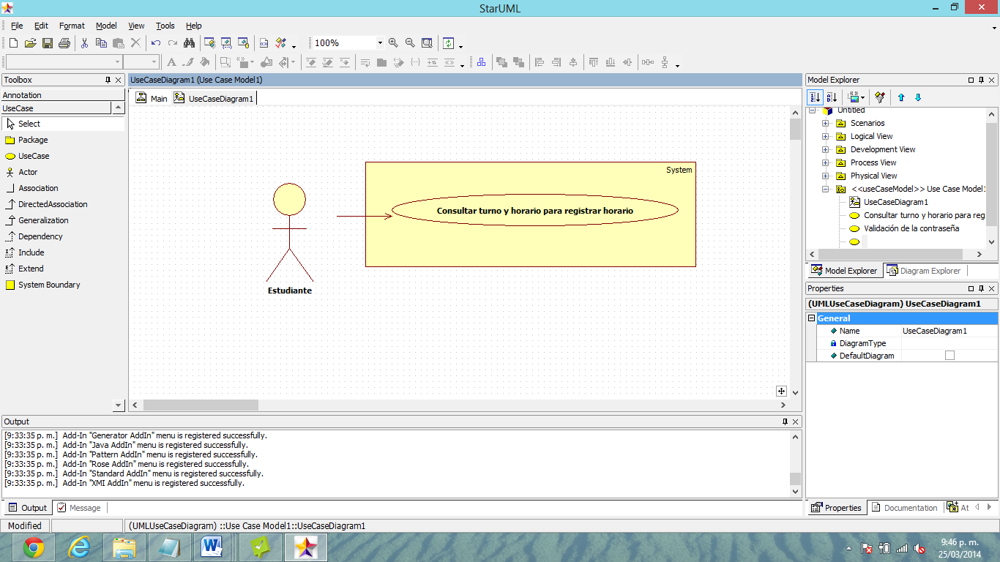 StarUML
File Edit Format Model View Tools Help
100%
Toolbox
Annotation
UseCase
Select
Package
UseCase
Actor
Association
DirectedAssociation
Generalization
Dependency
Include
Extend
System Boundary
UseCaseDiagram1 (Use Case Model1)
Main UseCaseDiagram1
System
Consultar turno y horario para registrar horario
Estudiante
Model Explorer
Untitled
Scenarios
Logical View
Development View
Process View
Physical View
<<useCaseModel>> Use Case Model1
UseCaseDiagram1
Consultar turno y horario para reg
Validación de la contraseña
Model Explorer Diagram Explorer
Properties
(UMLUseCaseDiagram) UseCaseDiagram1
General
Name UseCaseDiagram1
DiagramType
DefaultDiagram
Properties Documentation At
Output
[9:33:35 p. m.] Add-In "Generator AddIn" menu is registered successfully.
[9:33:35 p. m.] Add-In "Java AddIn" menu is registered successfully.
[9:33:35 p. m.] Add-In "Pattern AddIn" menu is registered successfully.
[9:33:35 p. m.] Add-In "Rose AddIn" menu is registered successfully.
[9:33:35 p. m.] Add-In "Standard AddIn" menu is registered successfully.
[9:33:35 p. m.] Add-In "XMI AddIn" menu is registered successfully.
Output Message
Modified
(UMLUseCaseDiagram) ::Use Case Model1::UseCaseDiagram1
9:46 p. m.
25/03/2014